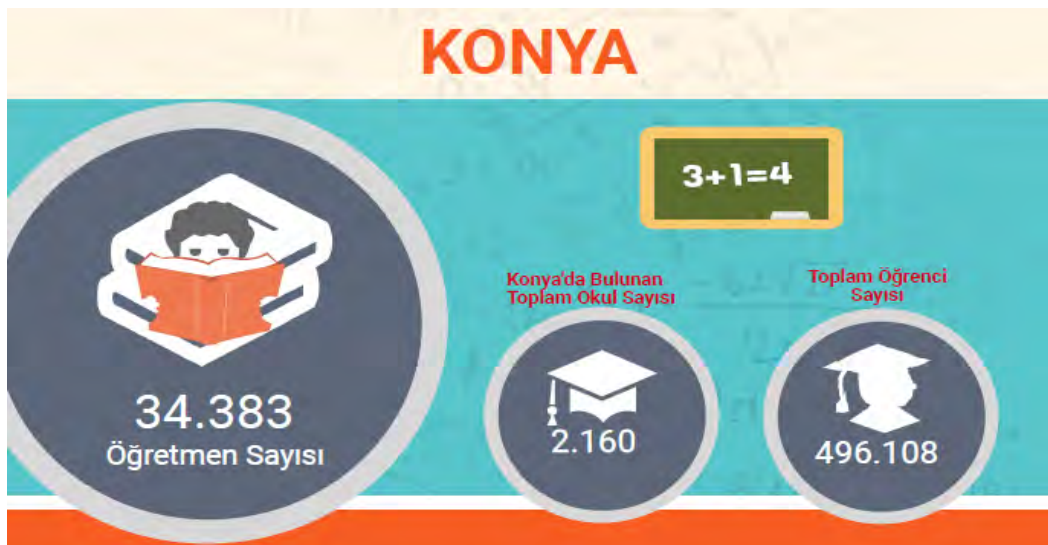 KONYA
3+1=4
Konya'da Bulunan
Toplam Okul Sayısı
Toplam Öğrenci
Sayısı
34.383
Öğretmen Sayısı
2.160
496.108